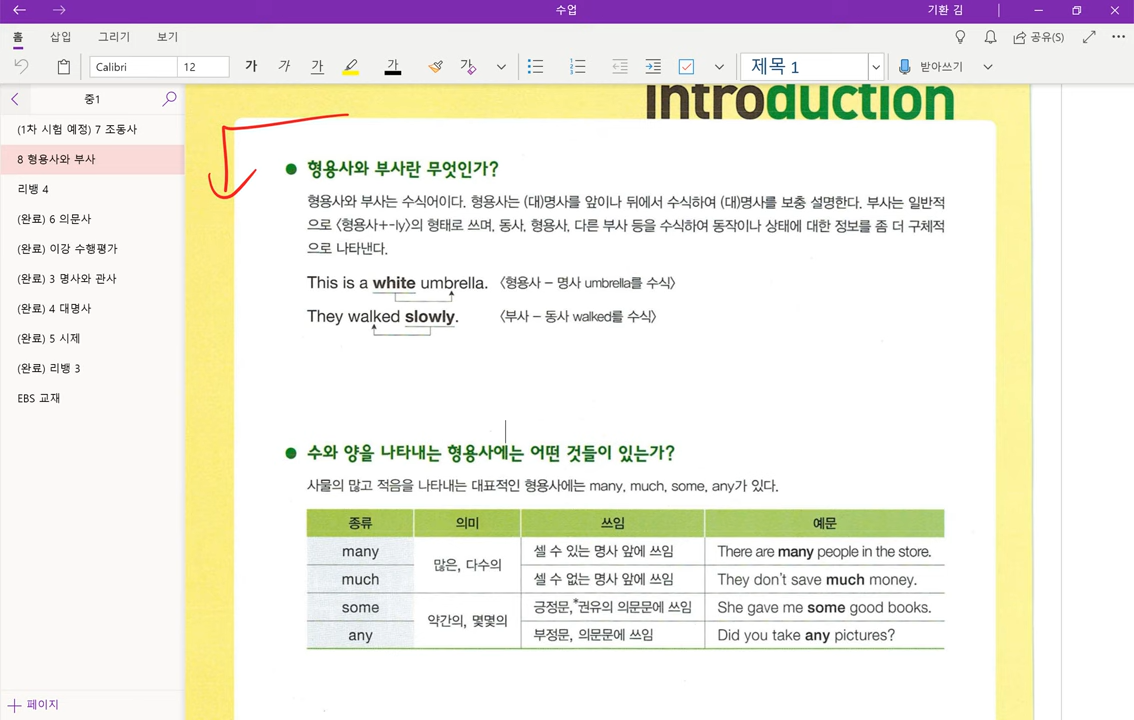 수업
기환 김
홈 삽입 그리기 보기
공유(S)
Calibri 12 가 가 가 가 가 제목 1 받아쓰기
중1
(1차 시험 예정) 7 조동사
8 형용사와 부사
리뱅 4
(완료) 6 의문사
(완료) 이강 수행평가
(완료) 3 명사와 관사
(완료) 4 대명사
(완료) 5 시제
(완료) 리뱅 3
EBS 교재
페이지
introduction
형용사와 부사란 무엇인가?
형용사와 부사는 수식어이다. 형용사는 (대)명사를 앞이나 뒤에서 수식하여 (대)명사를 보충 설명한다. 부사는 일반적
으로 〈형용사+-ly〉의 형태로 쓰며, 동사, 형용사, 다른 부사 등을 수식하여 동작이나 상태에 대한 정보를 좀 더 구체적
으로 나타낸다.
This is a white umbrella. 〈형용사 – 명사 umbrella를 수식〉
They walked slowly. 〈부사 – 동사 walked를 수식〉
수와 양을 나타내는 형용사에는 어떤 것들이 있는가?
사물의 많고 적음을 나타내는 대표적인 형용사에는 many, much, some, any가 있다.
종류 의미 쓰임 예문
many 많은, 다수의 셀 수 있는 명사 앞에 쓰임 There are many people in the store.
much 셀 수 없는 명사 앞에 쓰임 They don't save much money.
some 약간의, 몇몇의 긍정문,*권유의 의문문에 쓰임 She gave me some good books.
any 부정문, 의문문에 쓰임 Did you take any pictures?